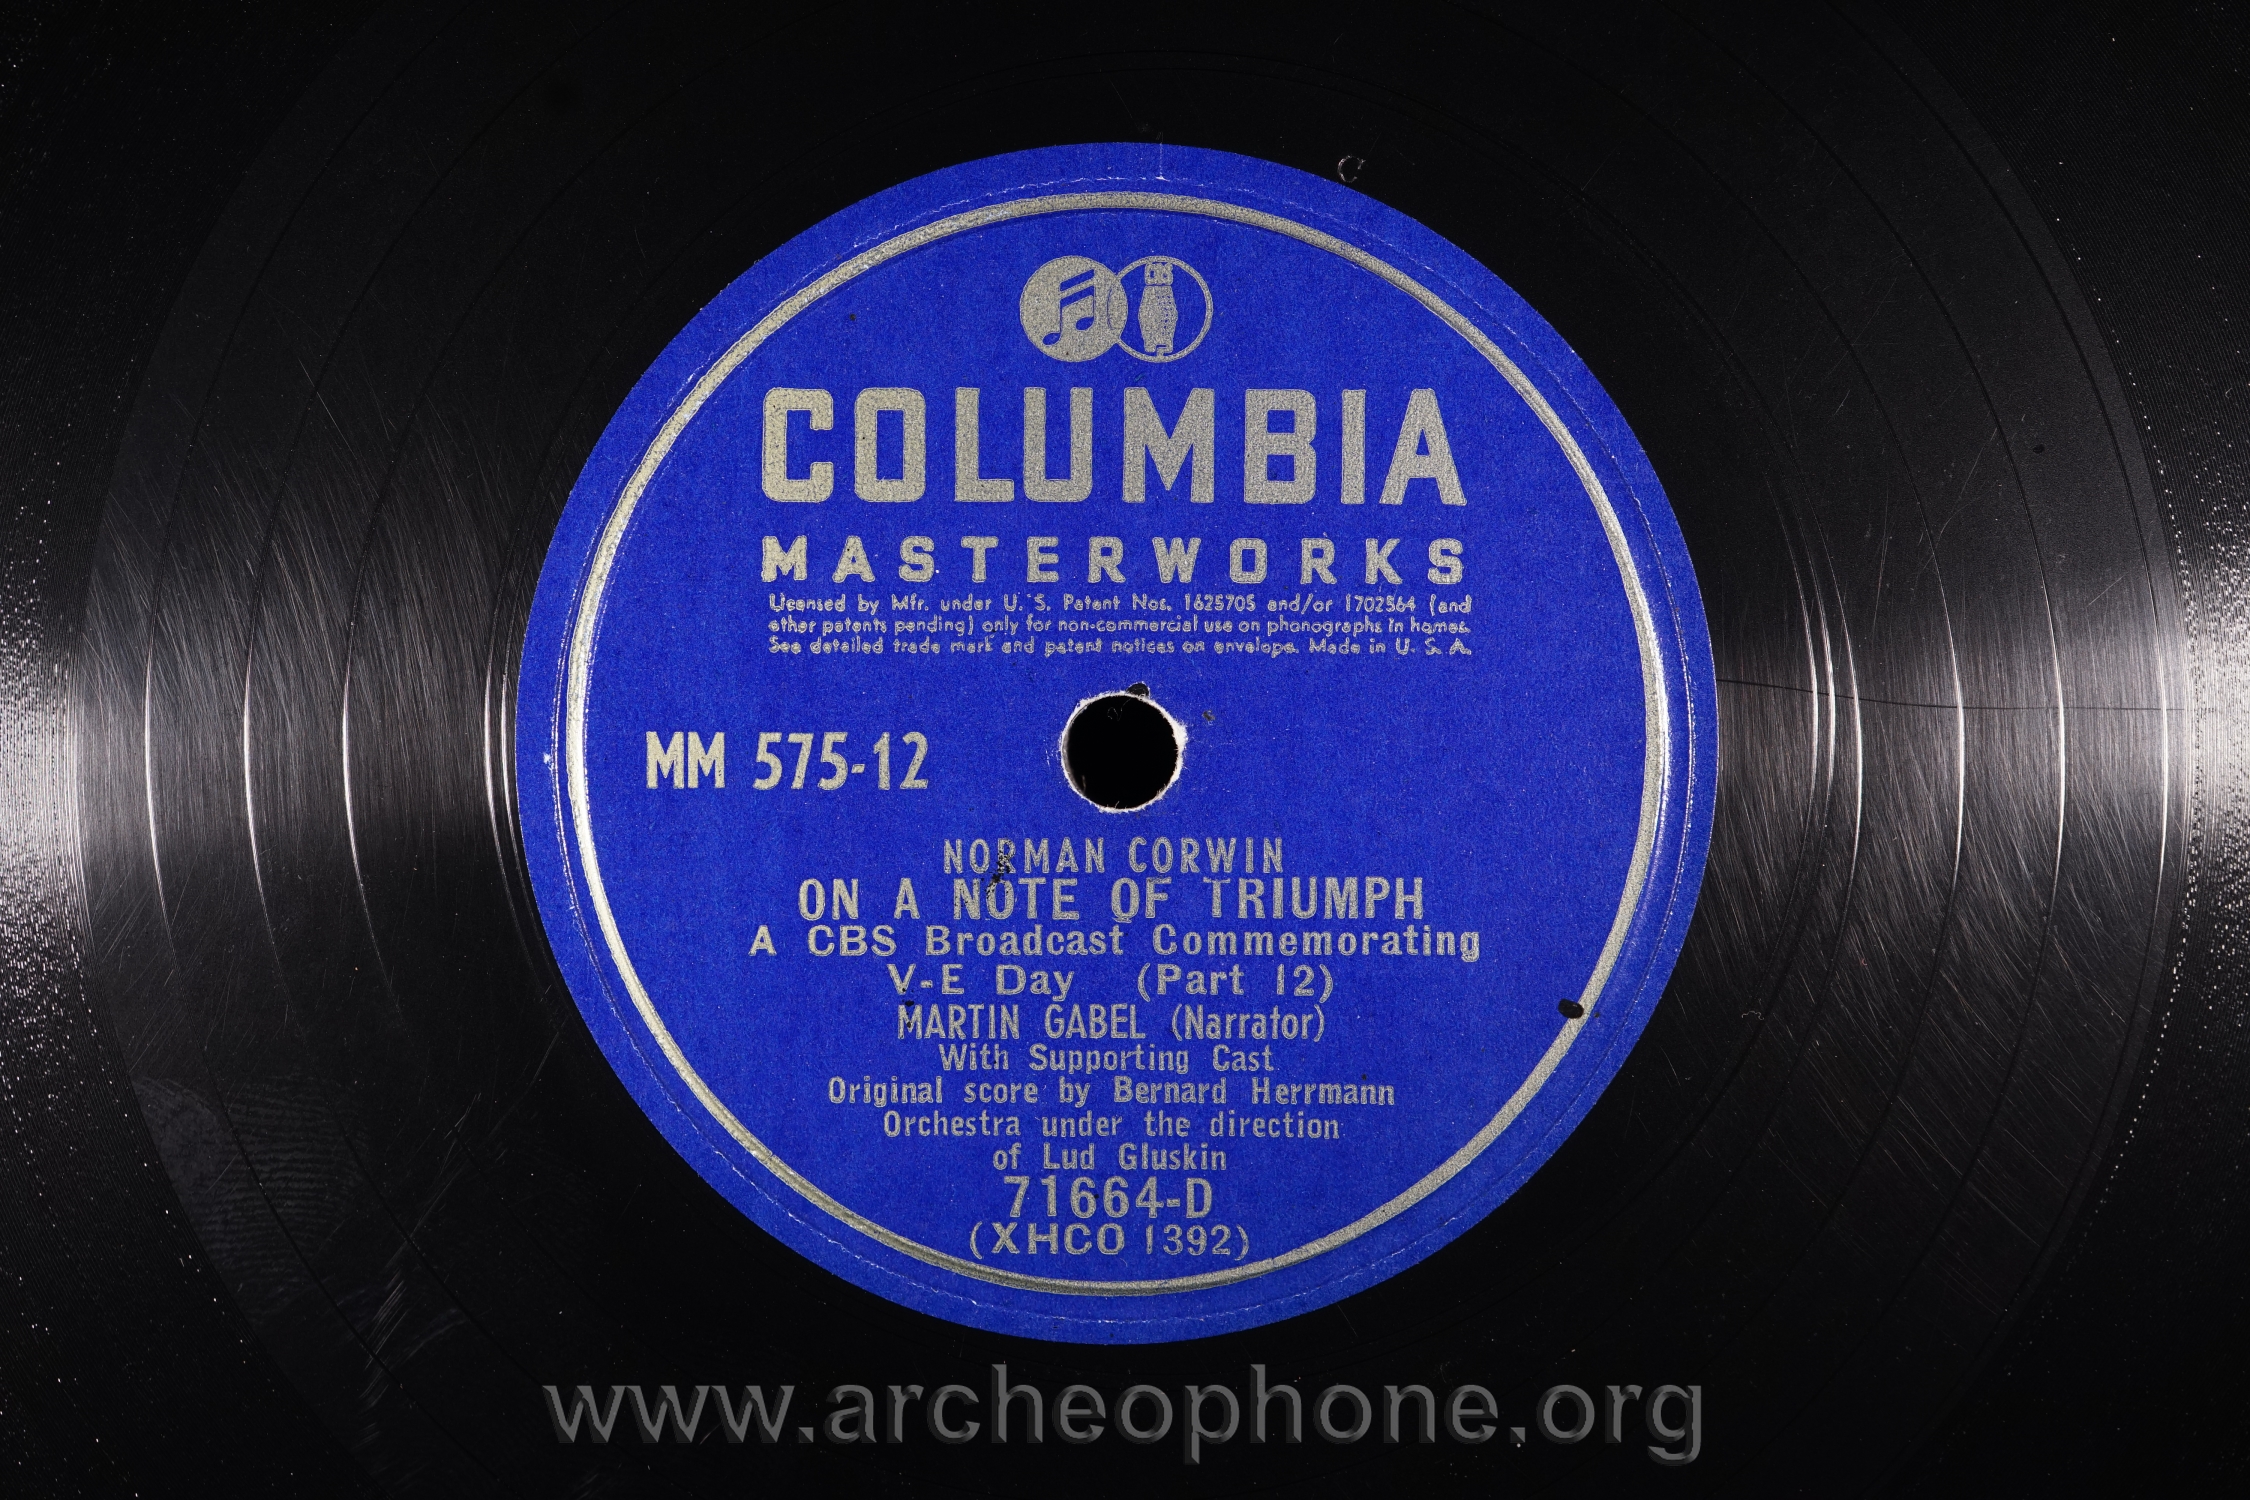 CBS
COLUMBIA
MASTERWORKS
Licensed by Mfr. under U. S. Patent Nos. 1625705 and/or 1702564 (and
other patents pending) only for non-commercial use on phonographs in homes.
See detailed trade mark and patent notices on envelope. Made in U. S. A.
MM 575-12
NORMAN CORWIN
ON A NOTE OF TRIUMPH
A CBS Broadcast Commemorating
V-E Day (Part 12)
MARTIN GABEL (Narrator)
With Supporting Cast
Original score by Bernard Herrmann
Orchestra under the direction
of Lud Gluskin
71664-D
(XHCO 1392)
www.archeophone.org